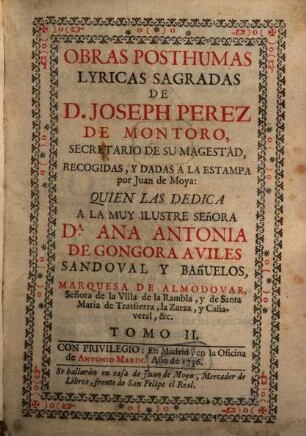 OBRAS POSTHUMAS
LYRICAS SAGRADAS
DE
D. JOSEPH PEREZ
DE MONTORO,
SECRETARIO DE SU MAGESTAD,
RECOGIDAS, Y DADAS A LA ESTAMPA
por Juan de Moya:
QUIEN LAS DEDICA
A LA MUY ILUSTRE SEÑORA
Dª. ANA ANTONIA
DE GONGORA AVILES
SANDOVAL Y BAñUELOS,
MARQUESA DE ALMODOVAR,
Señora de la Villa de la Rambla, y de Santa
Maria de Trassierra, la Zarza, y Caña-
veral, &c.
TOMO II.
CON PRIVILEGIO: En Madrid, en la Oficina
de ANTONIO MARIN. Año de 1736.
Se hallarán en casa de Juan de Moya, Mercader de
Libros, frente de San Felipe el Real.